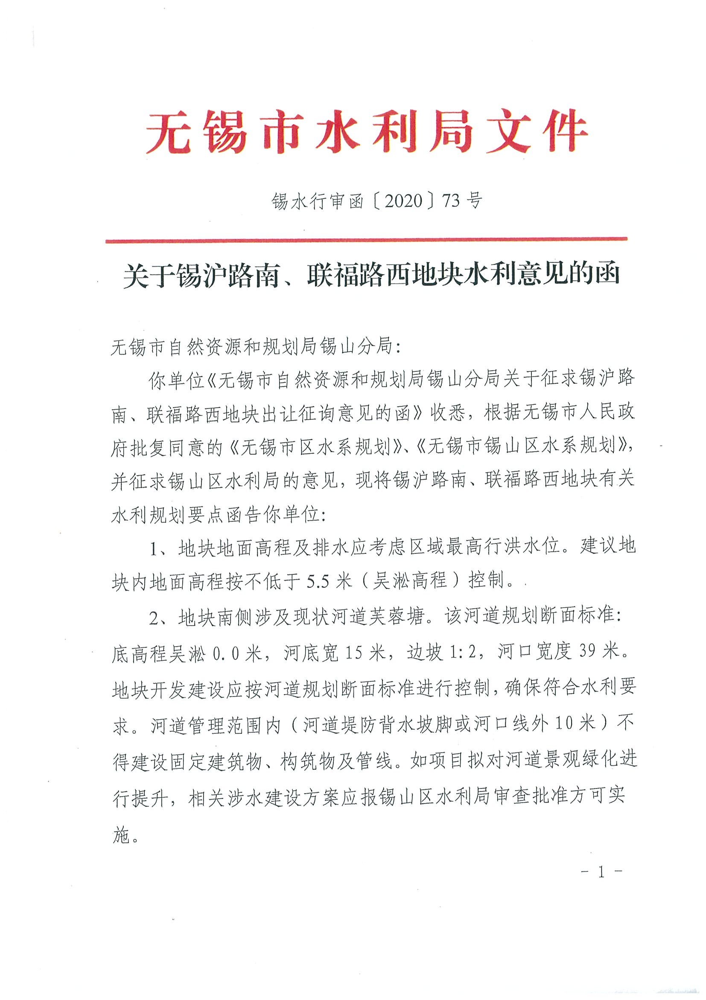 无锡市水利局文件
锡水行审函〔2020〕73号
关于锡沪路南、联福路西地块水利意见的函
无锡市自然资源和规划局锡山分局：
你单位《无锡市自然资源和规划局锡山分局关于征求锡沪路
南、联福路西地块出让征询意见的函》收悉，根据无锡市人民政
府批复同意的《无锡市区水系规划》、《无锡市锡山区水系规划》，
并征求锡山区水利局的意见，现将锡沪路南、联福路西地块有关
水利规划要点函告你单位：
1、地块地面高程及排水应考虑区域最高行洪水位。建议地
块内地面高程按不低于5.5米（吴淞高程）控制。
2、地块南侧涉及现状河道芙蓉塘。该河道规划断面标准：
底高程吴淞0.0米，河底宽15米，边坡1:2，河口宽度39米。
地块开发建设应按河道规划断面标准进行控制，确保符合水利要
求。河道管理范围内（河道堤防背水坡脚或河口线外10米）不
得建设固定建筑物、构筑物及管线。如项目拟对河道景观绿化进
行提升，相关涉水建设方案应报锡山区水利局审查批准方可实
施。
- 1 -